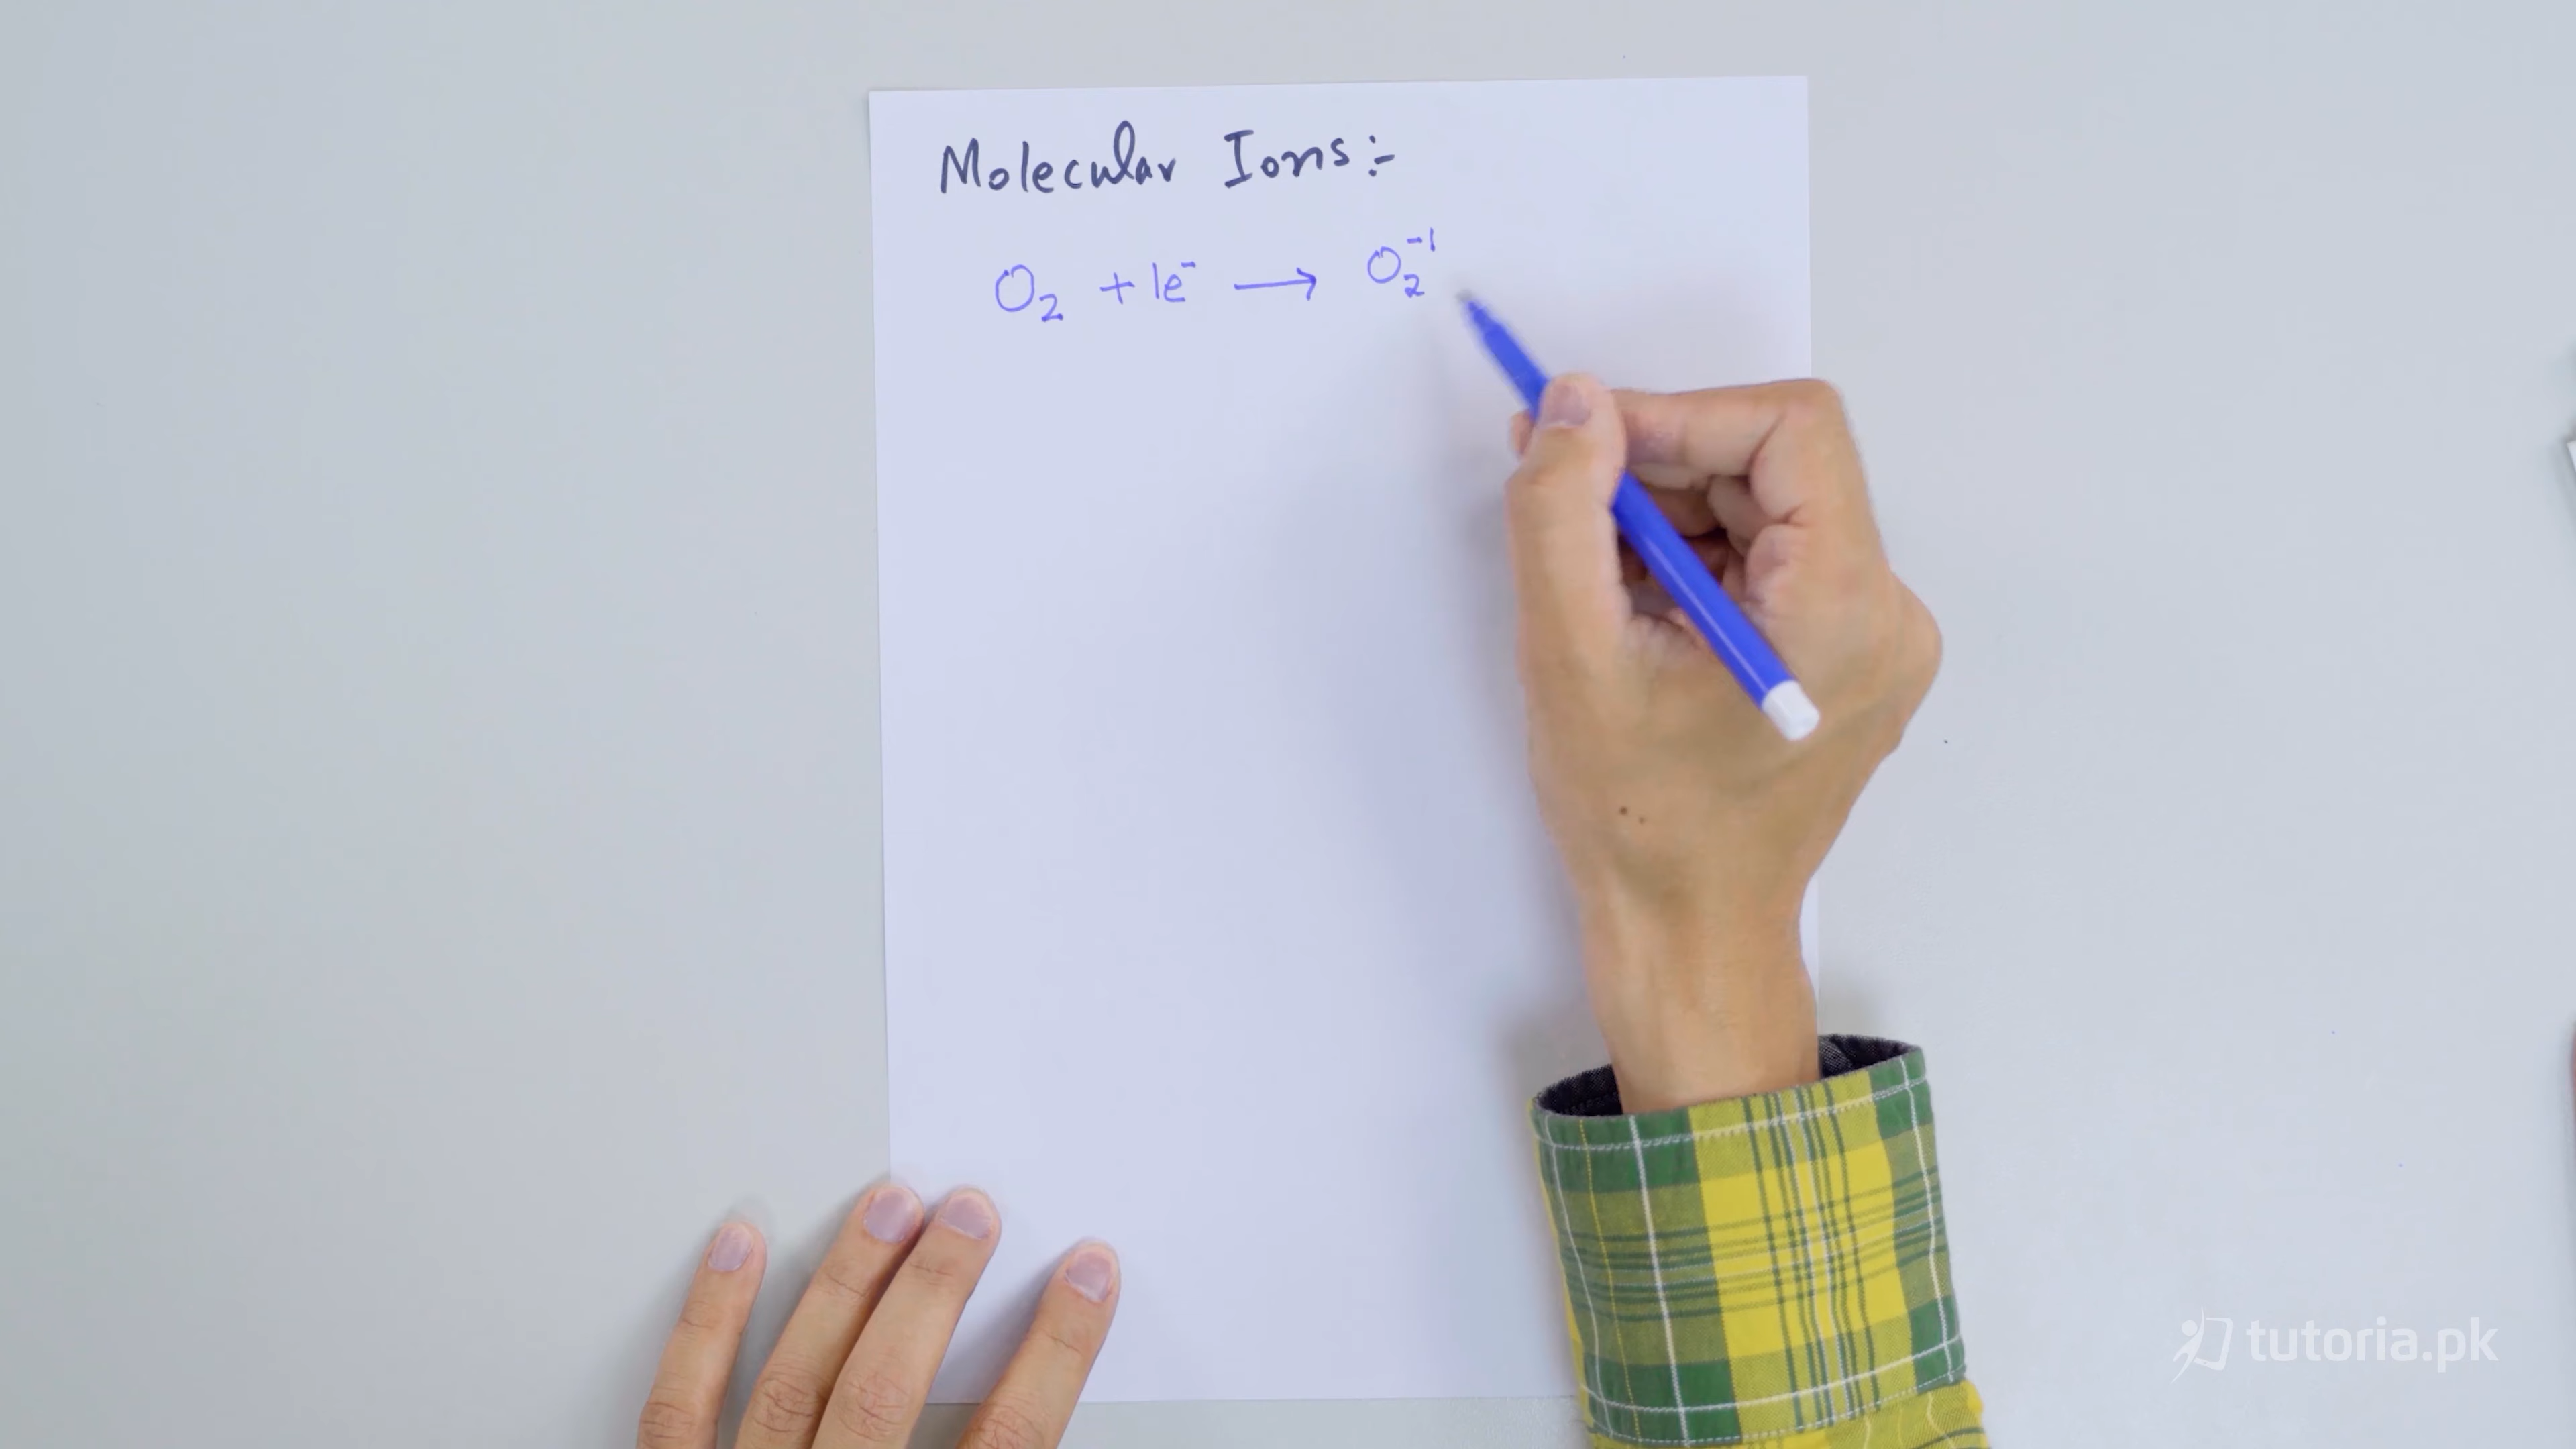 Molecular Ions:-
O₂ + 1e⁻ ⟶ O₂⁻¹
tutoria.pk